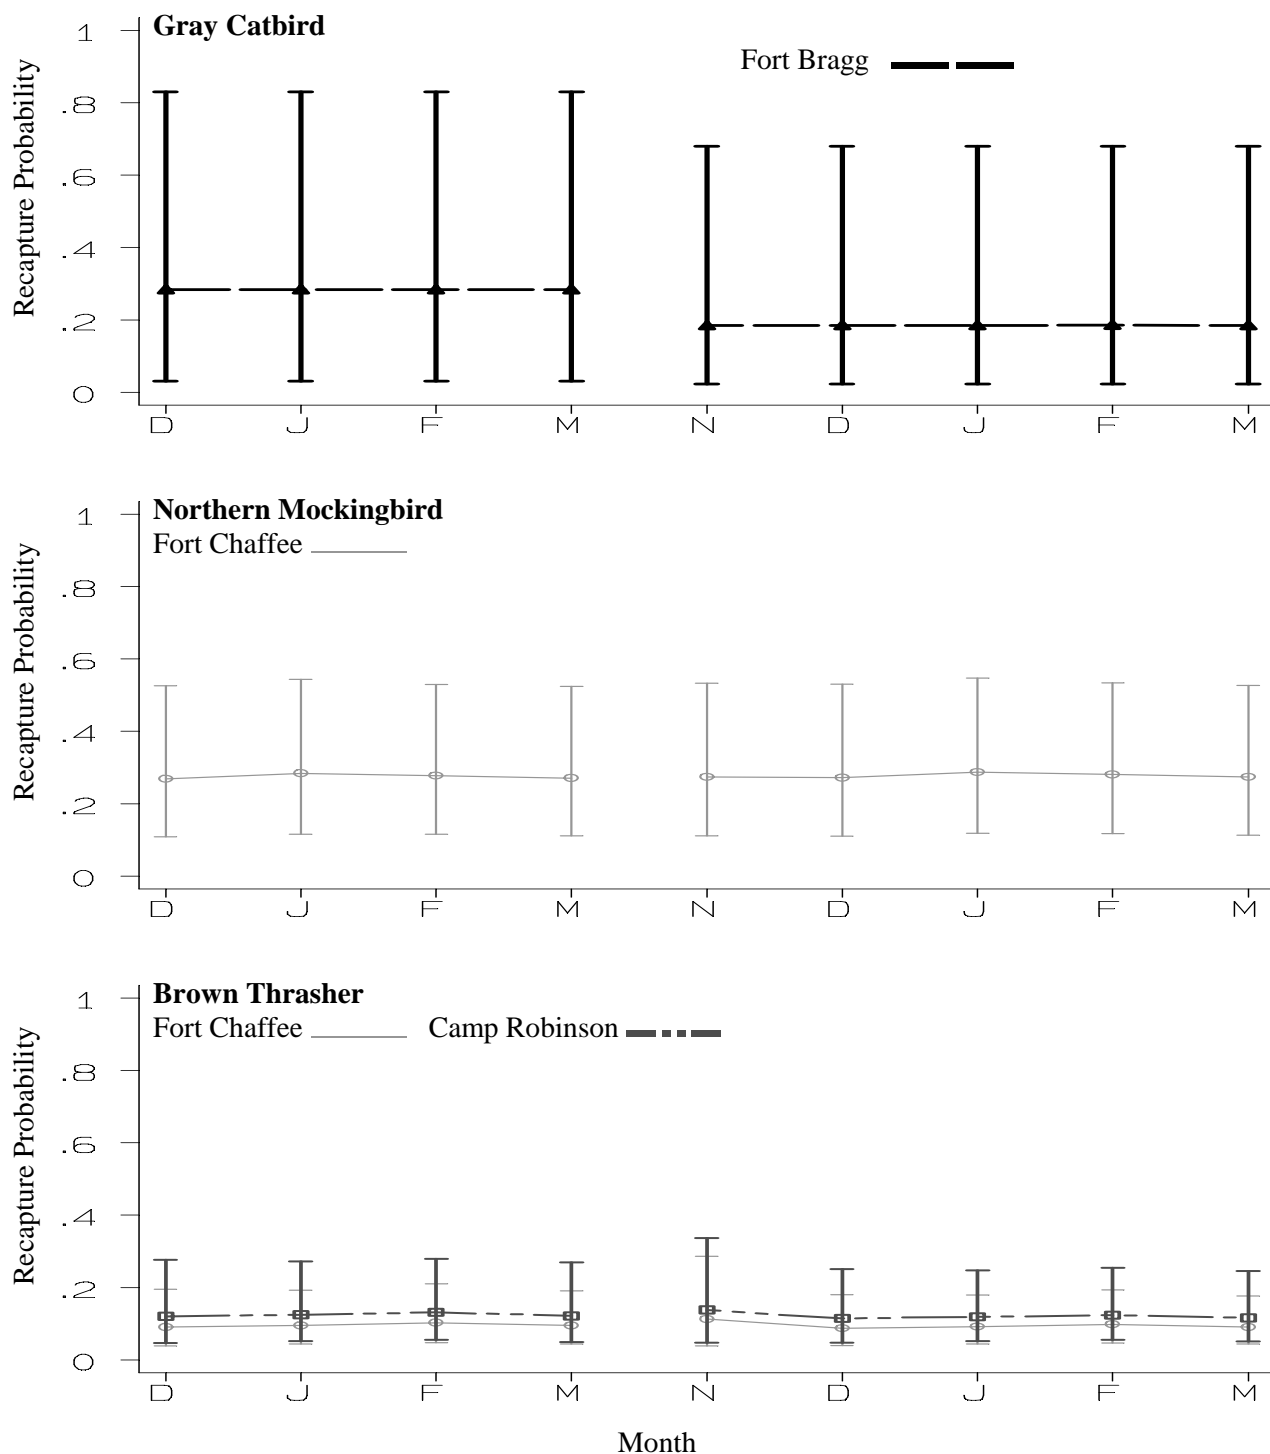 Gray Catbird
Fort Bragg
Recapture Probability
1
.8
.6
.4
.2
0
D J F M N D J F M
Northern Mockingbird
Fort Chaffee
Recapture Probability
1
.8
.6
.4
.2
0
D J F M N D J F M
Brown Thrasher
Fort Chaffee Camp Robinson
Recapture Probability
1
.8
.6
.4
.2
0
D J F M N D J F M
Month